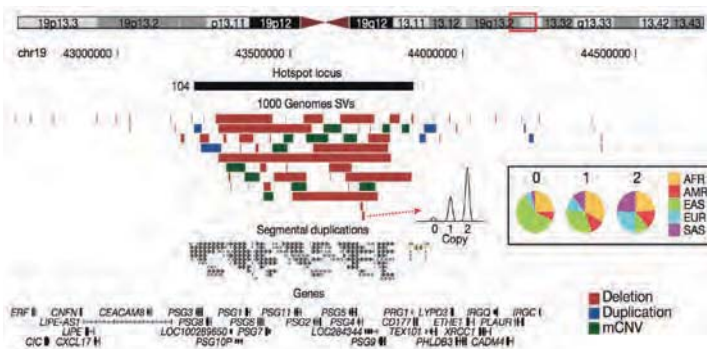 19p13.3 19p13.2 p13.11 19p12 19q12 13.11 13.12 19q13.2 13.32 q13.33 13.42 13.43
chr19 43000000 43500000 44000000 44500000
Hotspot locus
104
1000 Genomes SVs
0 1 2
AFR
AMR
EAS
EUR
SAS
0 1 2
Copy
Segmental duplications
Genes
Deletion
Duplication
mCNV
ERF CNFN CEACAM8 PSG3 PSG1 PSG11 PSG5 PRG1 LYPD3 IRGQ IRGC
LIPE-AS1 PSG8 PSG6 PSG2 PSG4 CD177 ETHE1 PLAUR
LIPE LOC100289650 PSG7 LOC284344 TEX101 XRCC1
CIC CXCL17 PSG10P PSG9 PHLDB3 CADM4